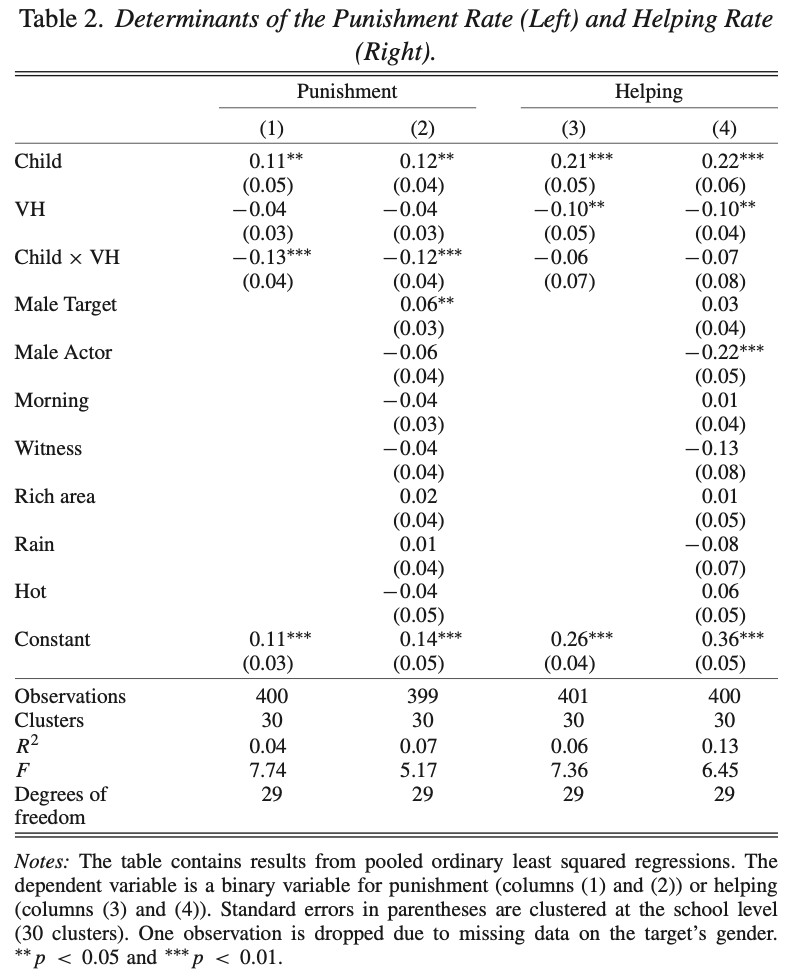 Table 2. Determinants of the Punishment Rate (Left) and Helping Rate
(Right).
Punishment Helping
(1) (2) (3) (4)
Child 0.11** 0.12** 0.21*** 0.22***
(0.05) (0.04) (0.05) (0.06)
VH −0.04 −0.04 −0.10** −0.10**
(0.03) (0.03) (0.05) (0.04)
Child × VH −0.13*** −0.12*** −0.06 −0.07
(0.04) (0.04) (0.07) (0.08)
Male Target 0.06** 0.03
(0.03) (0.04)
Male Actor −0.06 −0.22***
(0.04) (0.05)
Morning −0.04 0.01
(0.03) (0.04)
Witness −0.04 −0.13
(0.04) (0.08)
Rich area 0.02 0.01
(0.04) (0.05)
Rain 0.01 −0.08
(0.04) (0.07)
Hot −0.04 0.06
(0.05) (0.05)
Constant 0.11*** 0.14*** 0.26*** 0.36***
(0.03) (0.05) (0.04) (0.05)
Observations 400 399 401 400
Clusters 30 30 30 30
R² 0.04 0.07 0.06 0.13
F 7.74 5.17 7.36 6.45
Degrees of 29 29 29 29
freedom
Notes: The table contains results from pooled ordinary least squared regressions. The
dependent variable is a binary variable for punishment (columns (1) and (2)) or helping
(columns (3) and (4)). Standard errors in parentheses are clustered at the school level
(30 clusters). One observation is dropped due to missing data on the target's gender.
**p < 0.05 and ***p < 0.01.